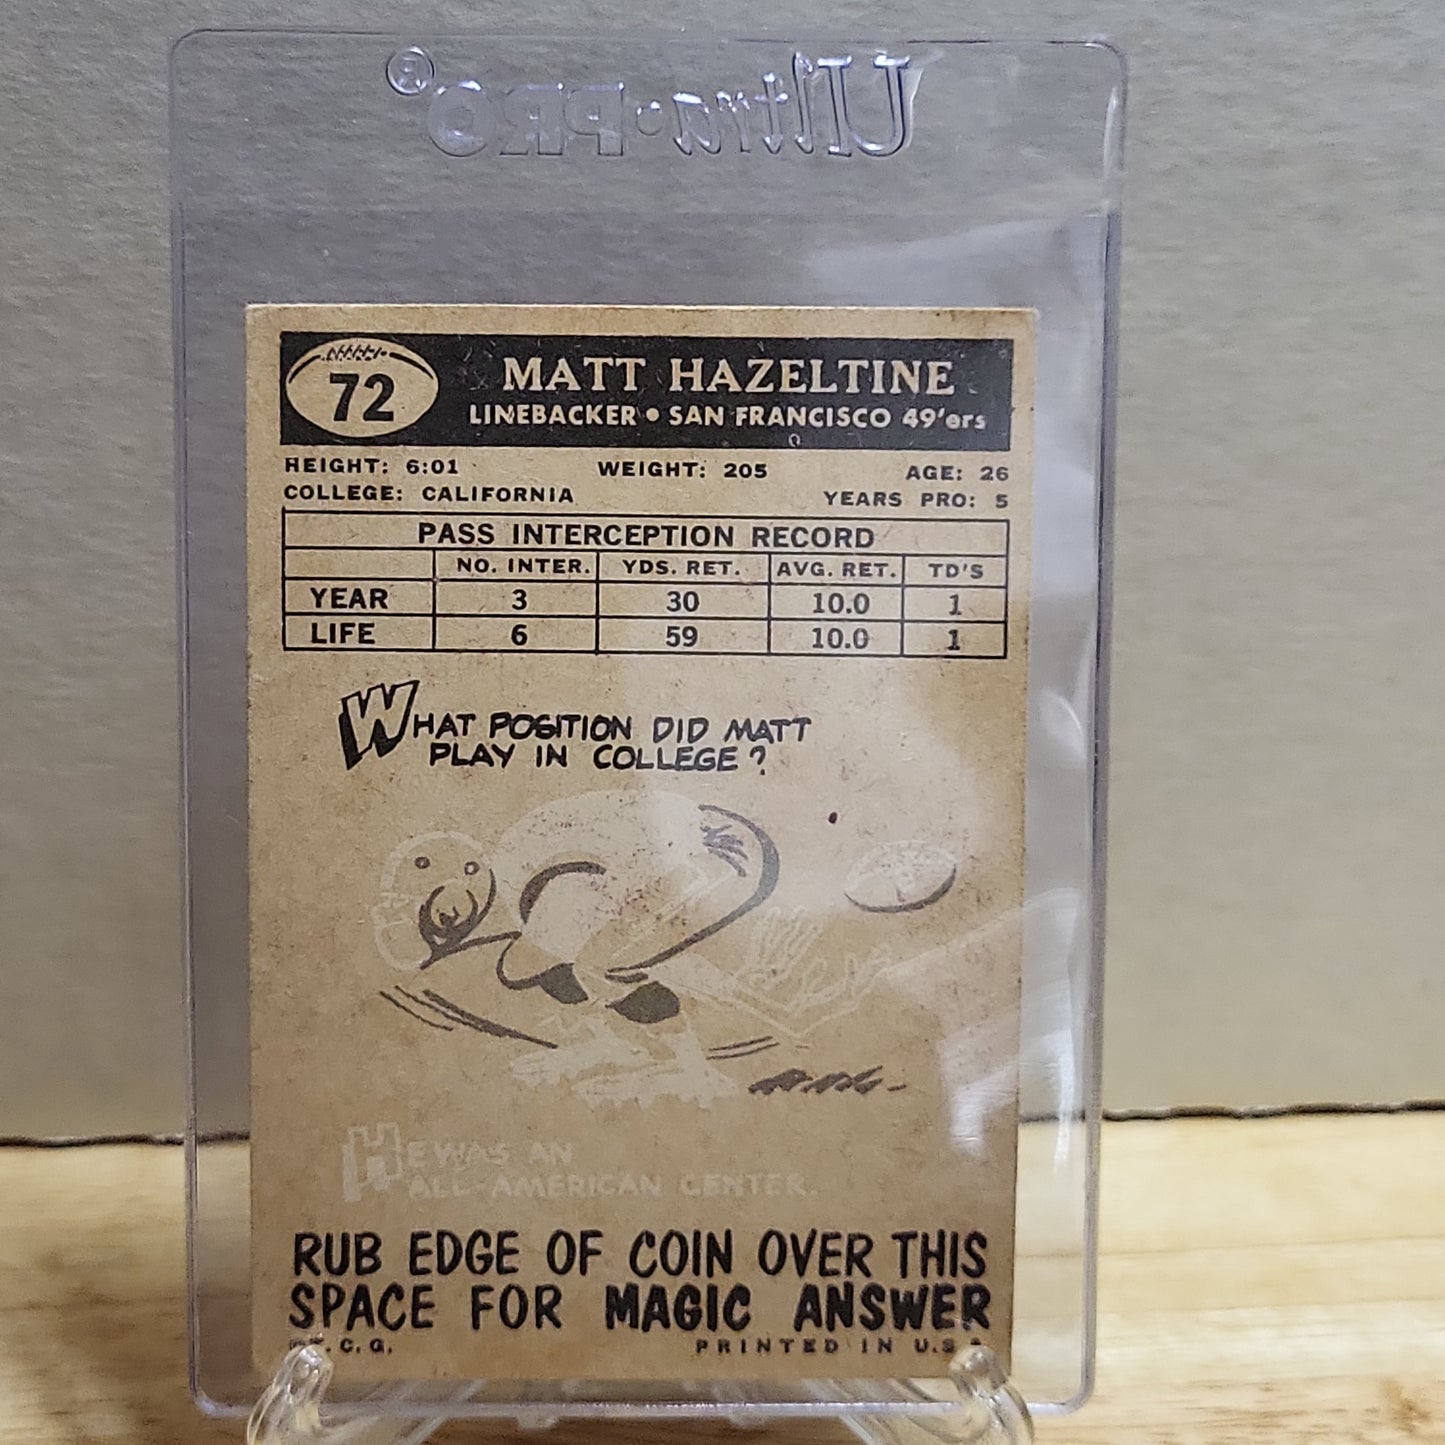 Ultra·PRO®
72
MATT HAZELTINE
LINEBACKER • SAN FRANCISCO 49'ers
HEIGHT: 6:01 WEIGHT: 205 AGE: 26
COLLEGE: CALIFORNIA YEARS PRO: 5
PASS INTERCEPTION RECORD
NO. INTER. YDS. RET. AVG. RET. TD'S
YEAR 3 30 10.0 1
LIFE 6 59 10.0 1
WHAT POSITION DID MATT
PLAY IN COLLEGE?
HE WAS AN
ALL-AMERICAN CENTER.
RUB EDGE OF COIN OVER THIS
SPACE FOR MAGIC ANSWER
©T.C.G. PRINTED IN U.S.A